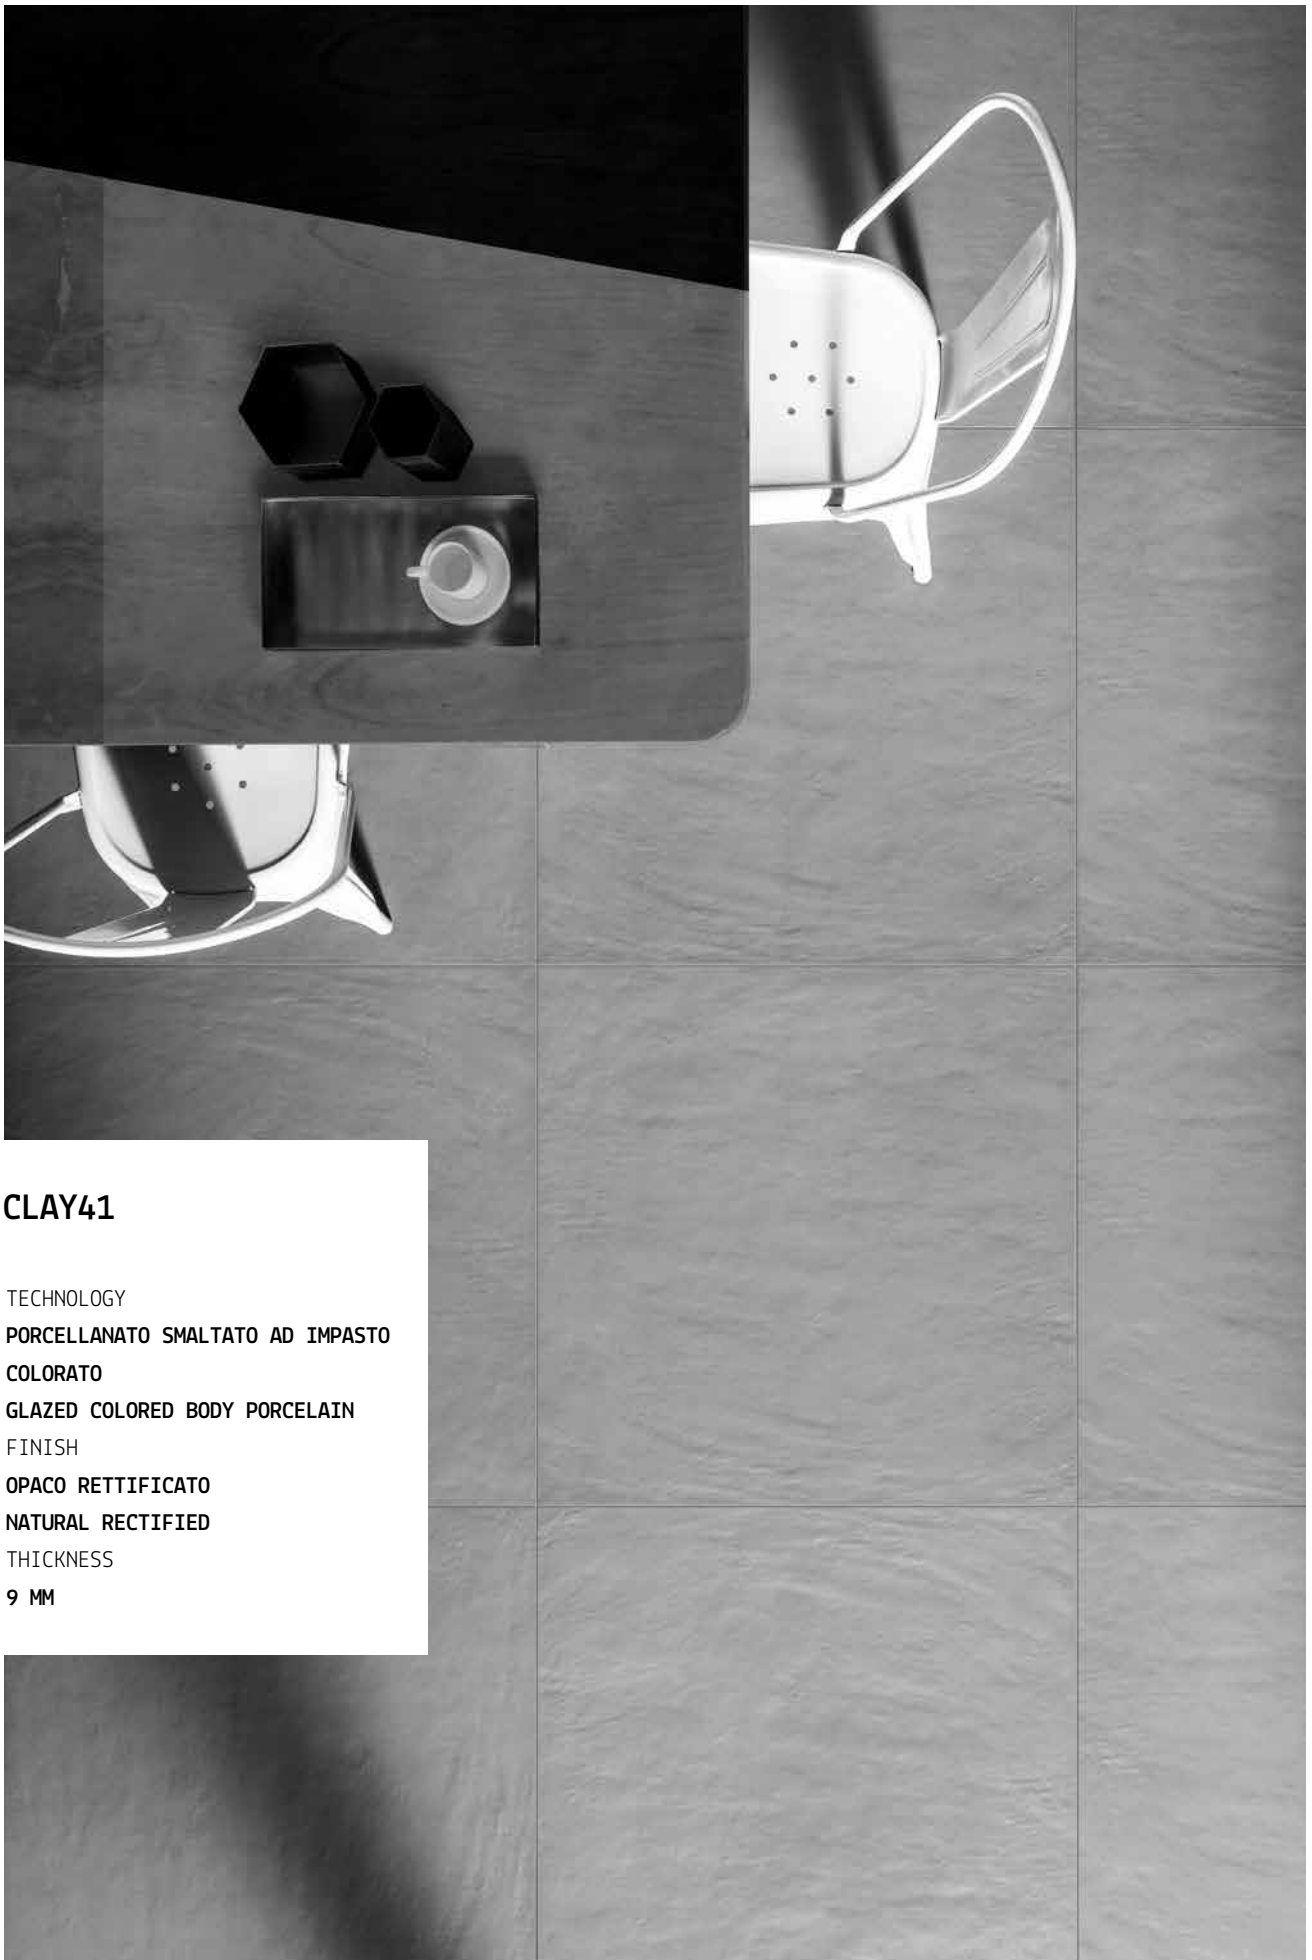 CLAY41
TECHNOLOGY
PORCELLANATO SMALTATO AD IMPASTO
COLORATO
GLAZED COLORED BODY PORCELAIN
FINISH
OPACO RETTIFICATO
NATURAL RECTIFIED
THICKNESS
9 MM